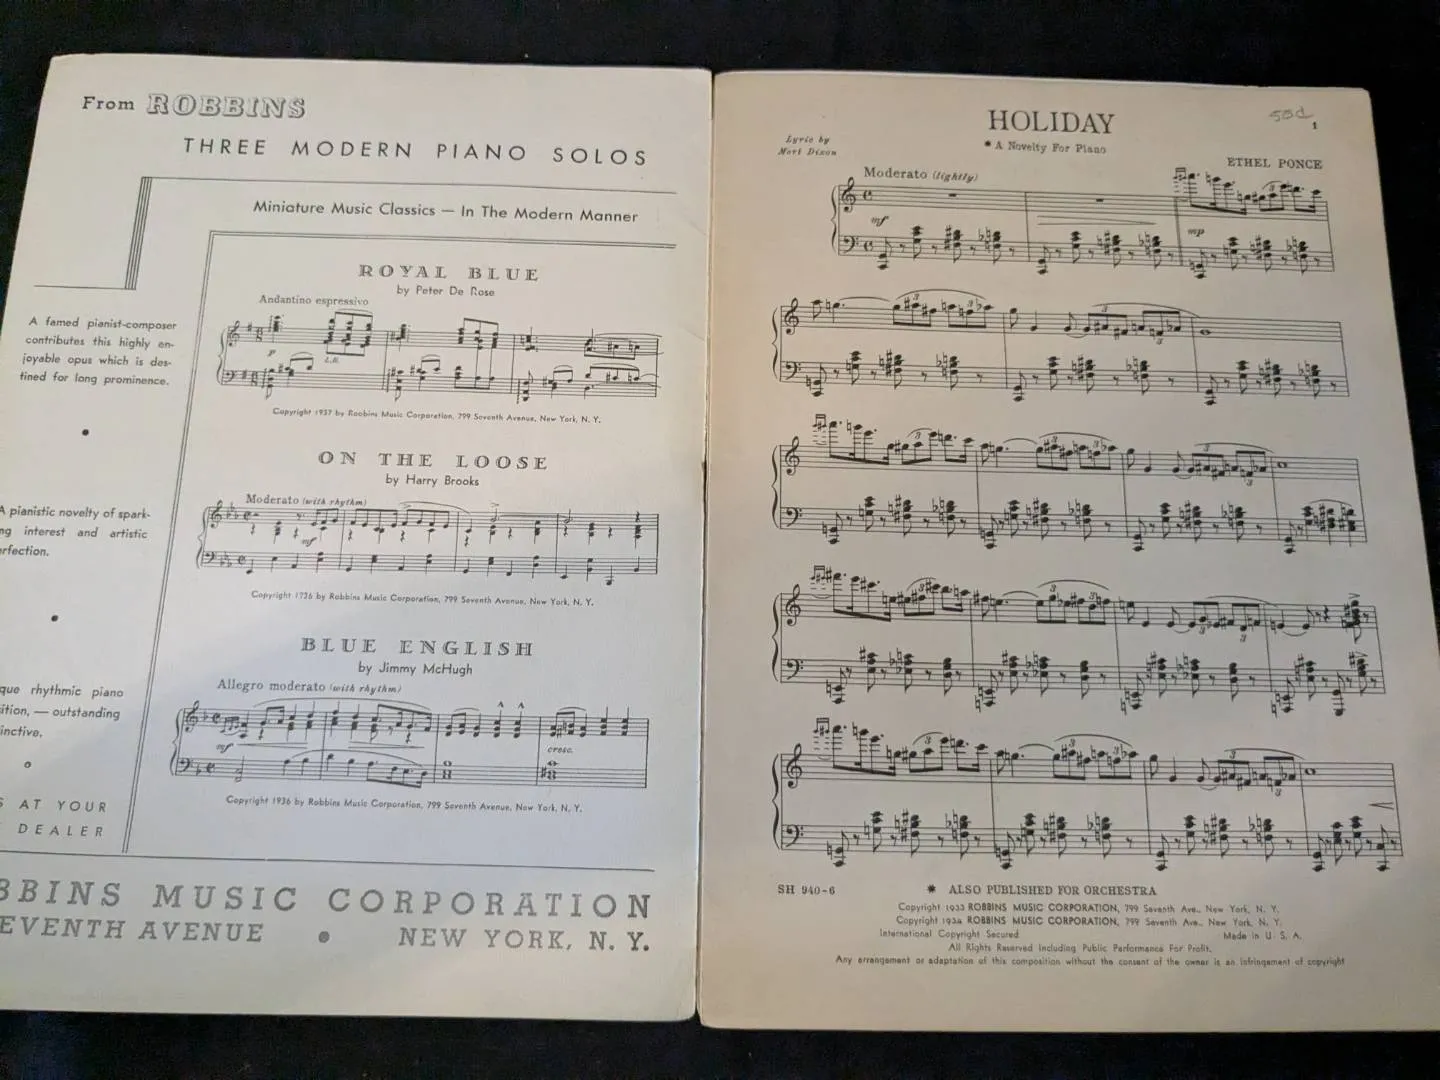 From ROBBINS
THREE MODERN PIANO SOLOS
Miniature Music Classics — In The Modern Manner
ROYAL BLUE
by Peter De Rose
Andantino espressivo
A famed pianist-composer
contributes this highly en-
joyable opus which is des-
tined for long prominence.
p
L.H.
Copyright 1937 by Robbins Music Corporation, 799 Seventh Avenue, New York, N. Y.
ON THE LOOSE
by Harry Brooks
Moderato (with rhythm)
A pianistic novelty of spark-
ng interest and artistic
rfection.
mf
Copyright 1936 by Robbins Music Corporation, 799 Seventh Avenue, New York, N. Y.
BLUE ENGLISH
by Jimmy McHugh
Allegro moderato (with rhythm)
que rhythmic piano
ition, — outstanding
inctive.
mf
cresc.
Copyright 1936 by Robbins Music Corporation, 799 Seventh Avenue, New York, N. Y.
S AT YOUR
DEALER
BBINS MUSIC CORPORATION
EVENTH AVENUE • NEW YORK, N. Y.
HOLIDAY
1
Lyric by
Mort Dixon
* A Novelty For Piano
ETHEL PONCE
Moderato (lightly)
mf
mp
SH 940-6
* ALSO PUBLISHED FOR ORCHESTRA
Copyright 1933 ROBBINS MUSIC CORPORATION, 799 Seventh Ave., New York, N. Y.
Copyright 1934 ROBBINS MUSIC CORPORATION, 799 Seventh Ave., New York, N. Y.
International Copyright Secured Made in U. S. A.
All Rights Reserved Including Public Performance For Profit.
Any arrangement or adaptation of this composition without the consent of the owner is an infringement of copyright